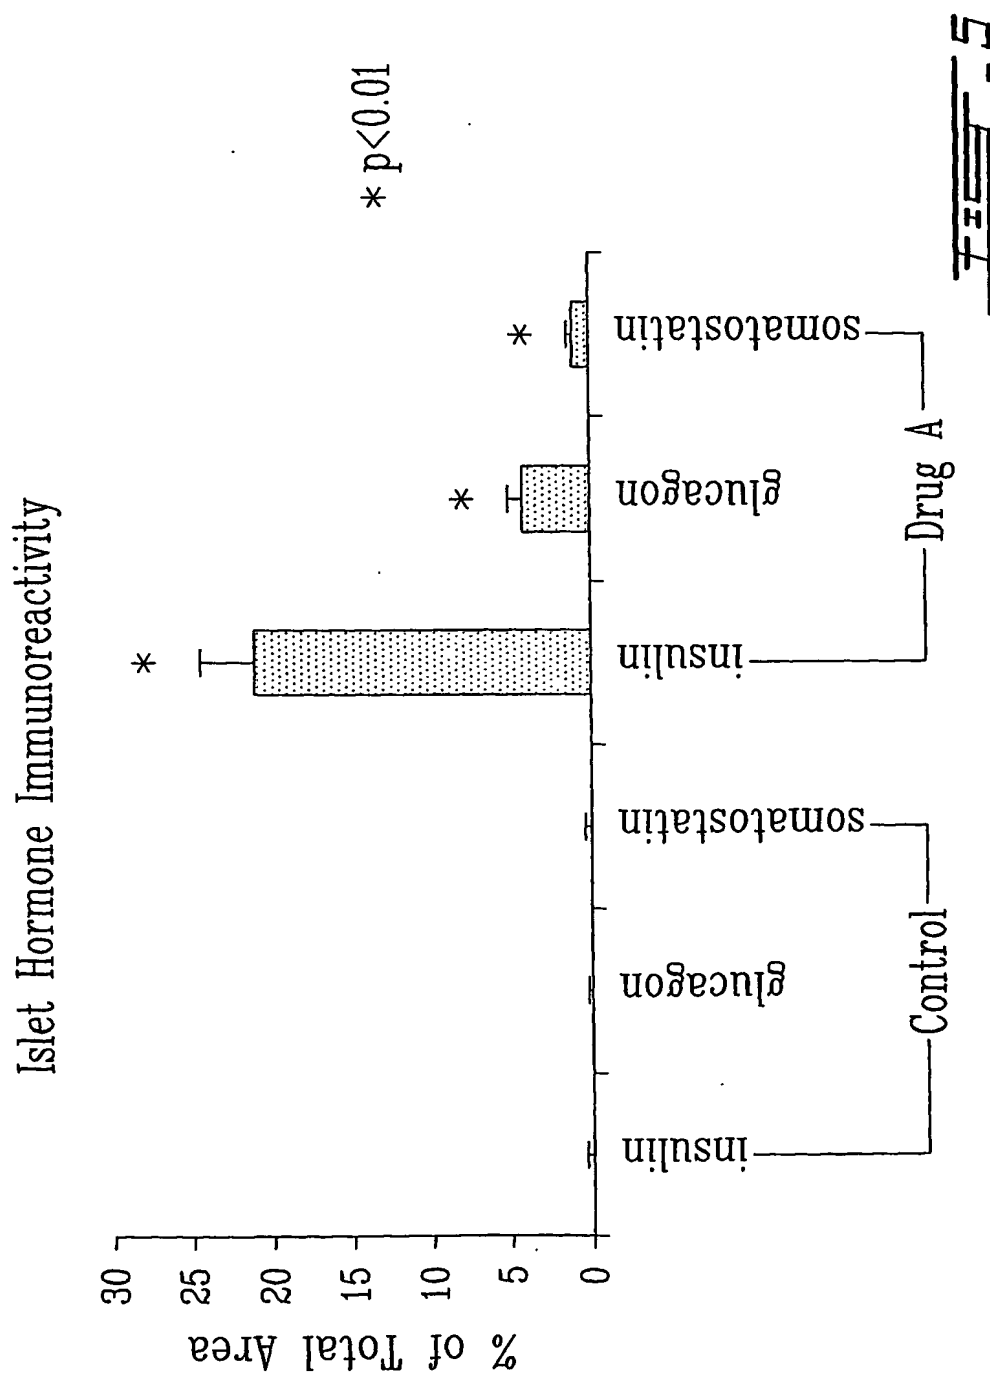 Islet Hormone Immunoreactivity
* p<0.01
% of Total Area
30
25
20
15
10
5
0
*
*
*
insulin
glucagon
somatostatin
insulin
glucagon
somatostatin
Control
Drug A